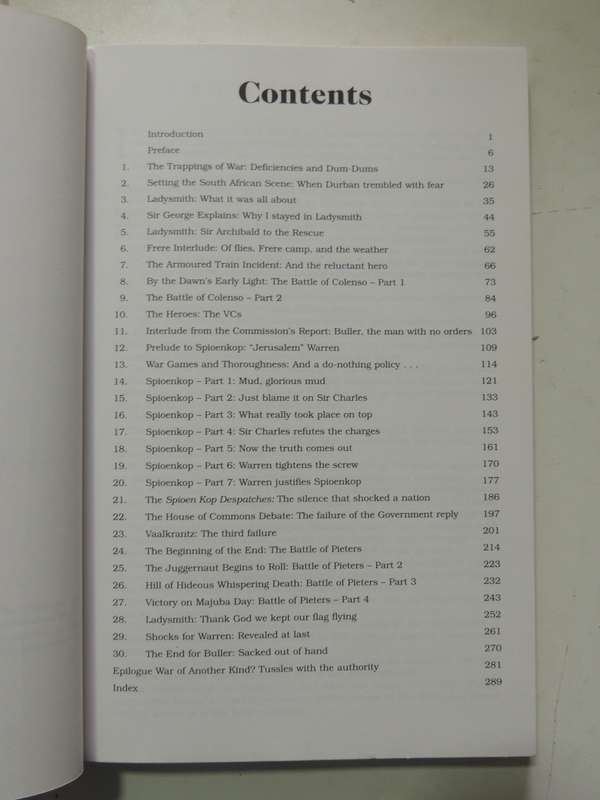 Contents
Introduction 1
Preface 6
1. The Trappings of War: Deficiencies and Dum-Dums 13
2. Setting the South African Scene: When Durban trembled with fear 26
3. Ladysmith: What it was all about 35
4. Sir George Explains: Why I stayed in Ladysmith 44
5. Ladysmith: Sir Archibald to the Rescue 55
6. Frere Interlude: Of flies, Frere camp, and the weather 62
7. The Armoured Train Incident: And the reluctant hero 66
8. By the Dawn's Early Light: The Battle of Colenso – Part 1 73
9. The Battle of Colenso – Part 2 84
10. The Heroes: The VCs 96
11. Interlude from the Commission's Report: Buller, the man with no orders 103
12. Prelude to Spioenkop: "Jerusalem" Warren 109
13. War Games and Thoroughness: And a do-nothing policy . . . 114
14. Spioenkop – Part 1: Mud, glorious mud 121
15. Spioenkop – Part 2: Just blame it on Sir Charles 133
16. Spioenkop – Part 3: What really took place on top 143
17. Spioenkop – Part 4: Sir Charles refutes the charges 153
18. Spioenkop – Part 5: Now the truth comes out 161
19. Spioenkop – Part 6: Warren tightens the screw 170
20. Spioenkop – Part 7: Warren justifies Spioenkop 177
21. The Spioen Kop Despatches: The silence that shocked a nation 186
22. The House of Commons Debate: The failure of the Government reply 197
23. Vaalkrantz: The third failure 201
24. The Beginning of the End: The Battle of Pieters 214
25. The Juggernaut Begins to Roll: Battle of Pieters – Part 2 223
26. Hill of Hideous Whispering Death: Battle of Pieters – Part 3 232
27. Victory on Majuba Day: Battle of Pieters – Part 4 243
28. Ladysmith: Thank God we kept our flag flying 252
29. Shocks for Warren: Revealed at last 261
30. The End for Buller: Sacked out of hand 270
Epilogue War of Another Kind? Tussles with the authority 281
Index 289